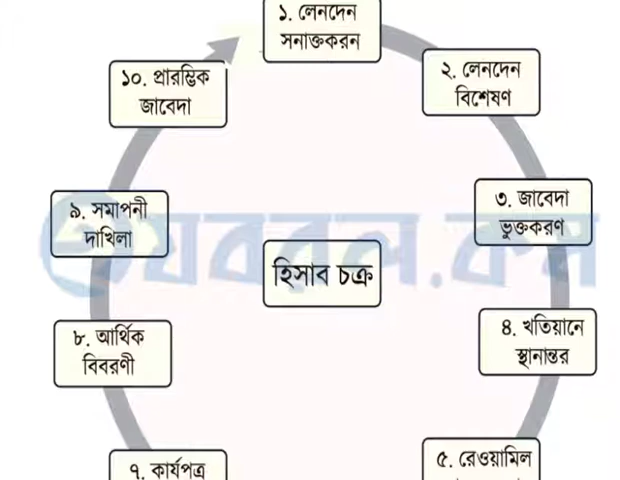 ১. লেনদেন
সনাক্তকরন
২. লেনদেন
বিশেষণ
৩. জাবেদা
ভুক্তকরণ
৪. খতিয়ানে
স্থানান্তর
৫. রেওয়ামিল
৭. কার্যপত্র
৮. আর্থিক
বিবরণী
৯. সমাপনী
দাখিলা
১০. প্রারম্ভিক
জাবেদা
হিসাব চক্র